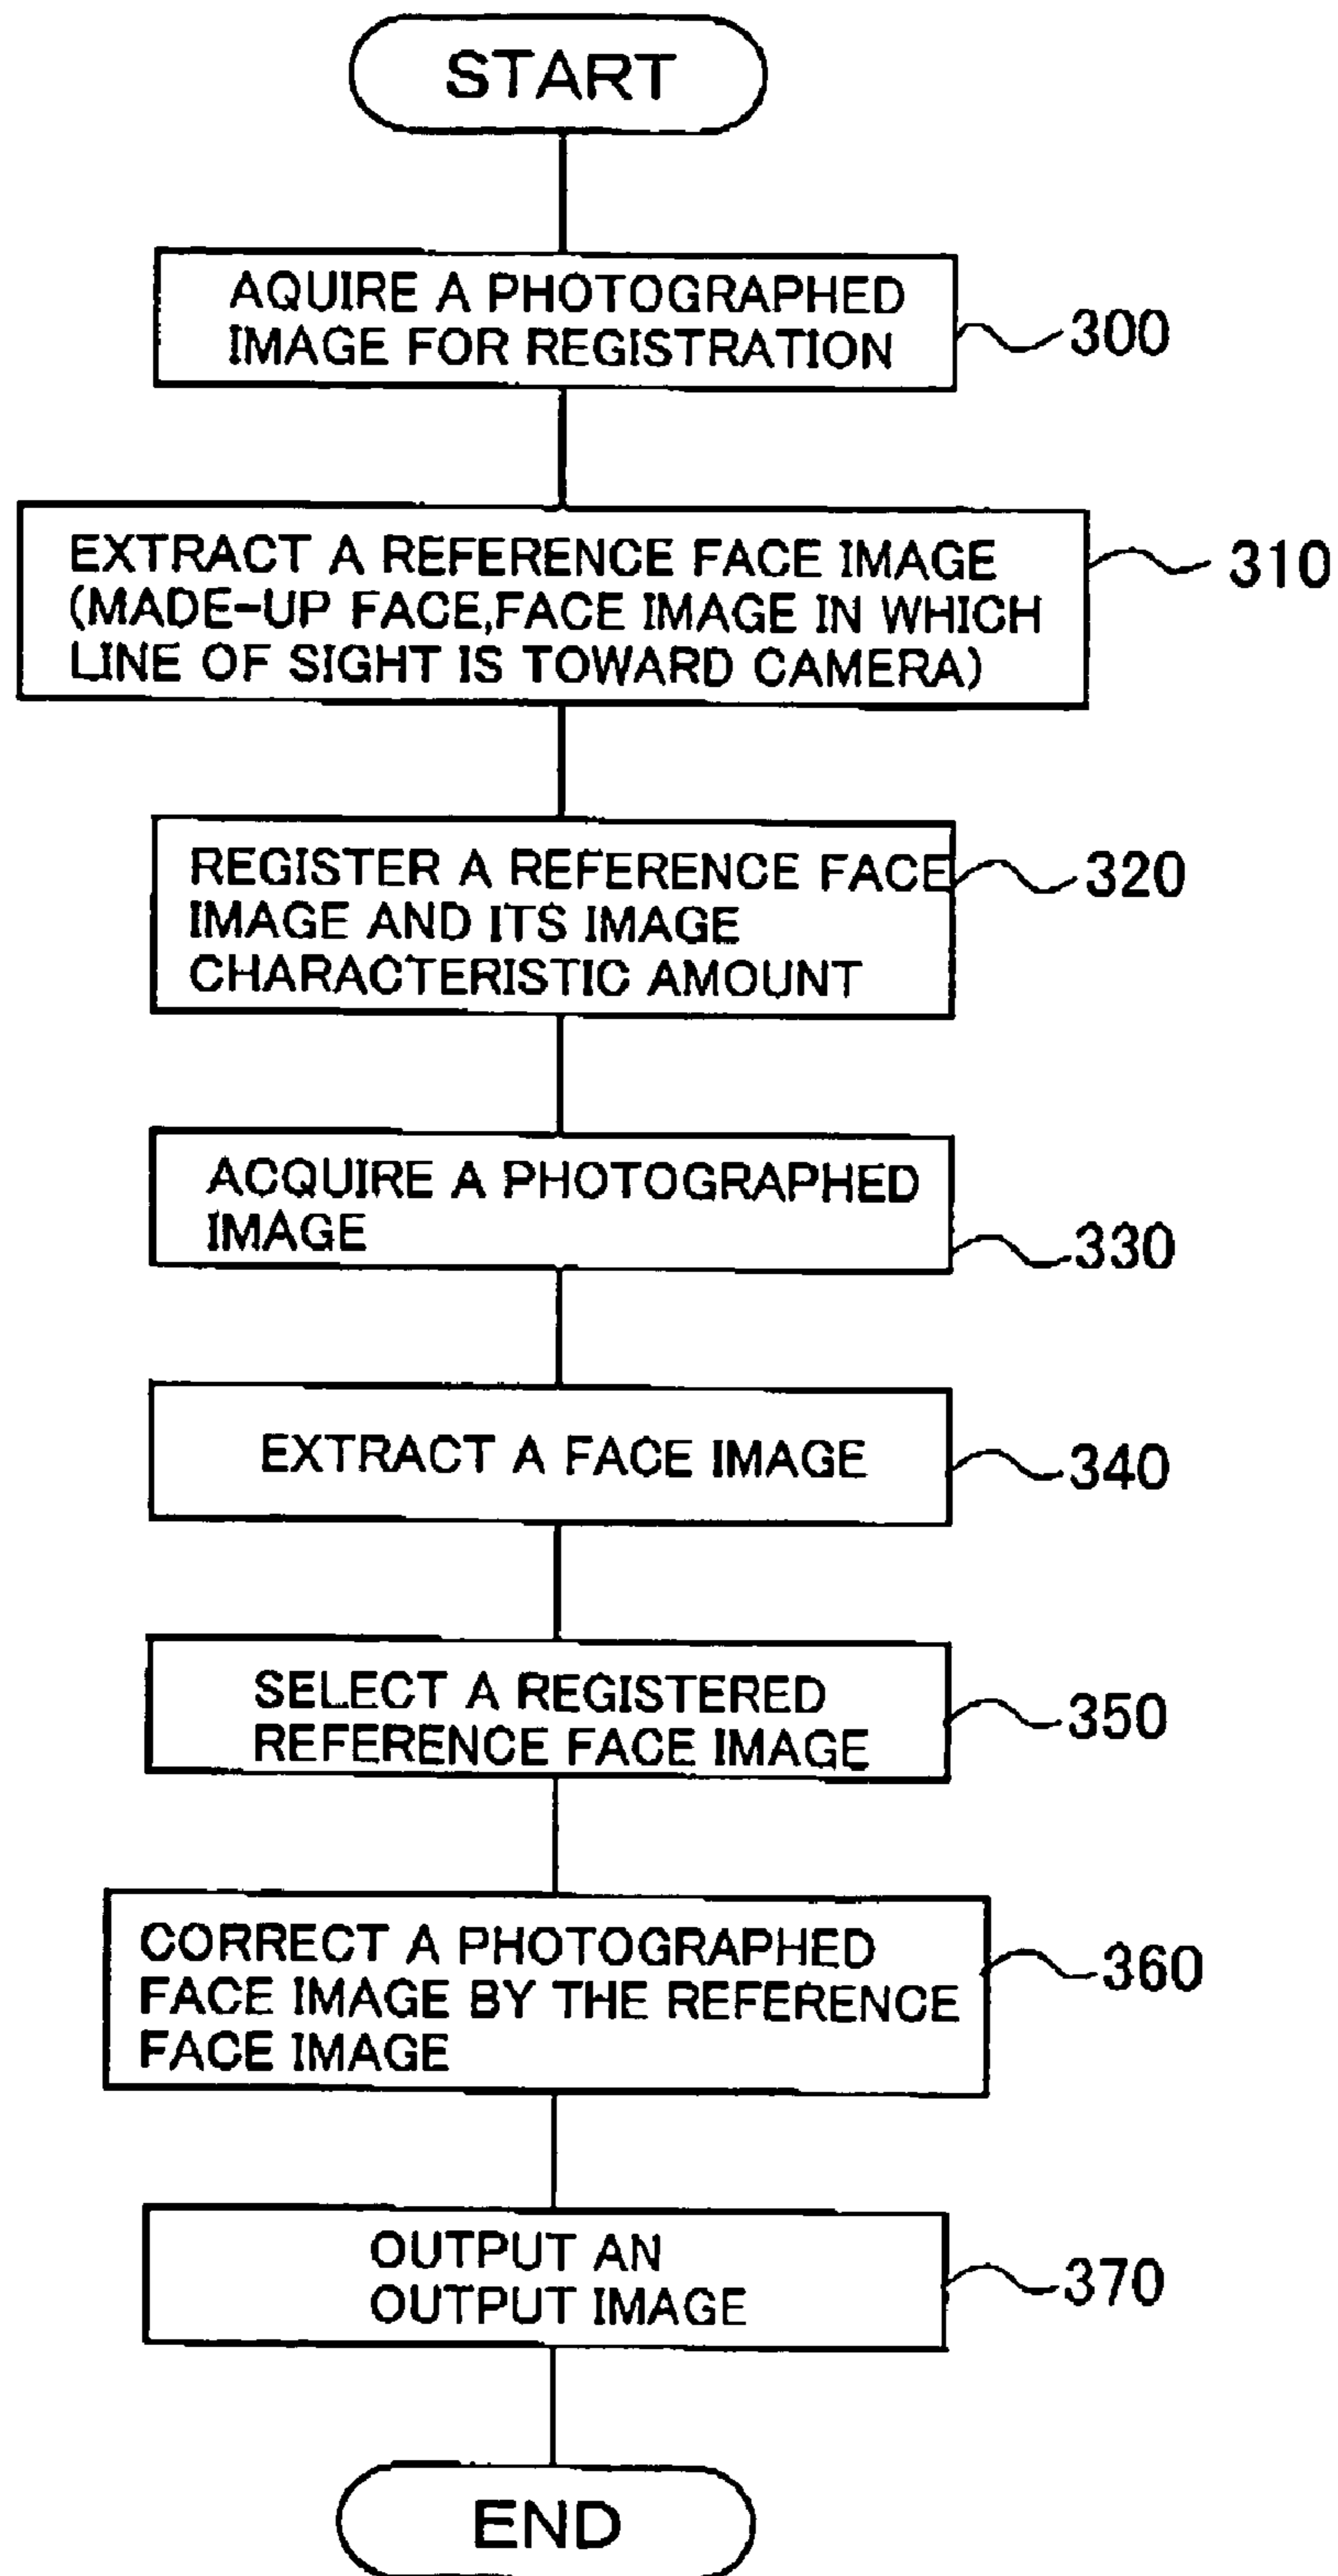 START
AQUIRE A PHOTOGRAPHED
IMAGE FOR REGISTRATION
300
EXTRACT A REFERENCE FACE IMAGE
(MADE-UP FACE,FACE IMAGE IN WHICH
LINE OF SIGHT IS TOWARD CAMERA)
310
REGISTER A REFERENCE FACE
IMAGE AND ITS IMAGE
CHARACTERISTIC AMOUNT
320
ACQUIRE A PHOTOGRAPHED
IMAGE
330
EXTRACT A FACE IMAGE
340
SELECT A REGISTERED
REFERENCE FACE IMAGE
350
CORRECT A PHOTOGRAPHED
FACE IMAGE BY THE REFERENCE
FACE IMAGE
360
OUTPUT AN
OUTPUT IMAGE
370
END